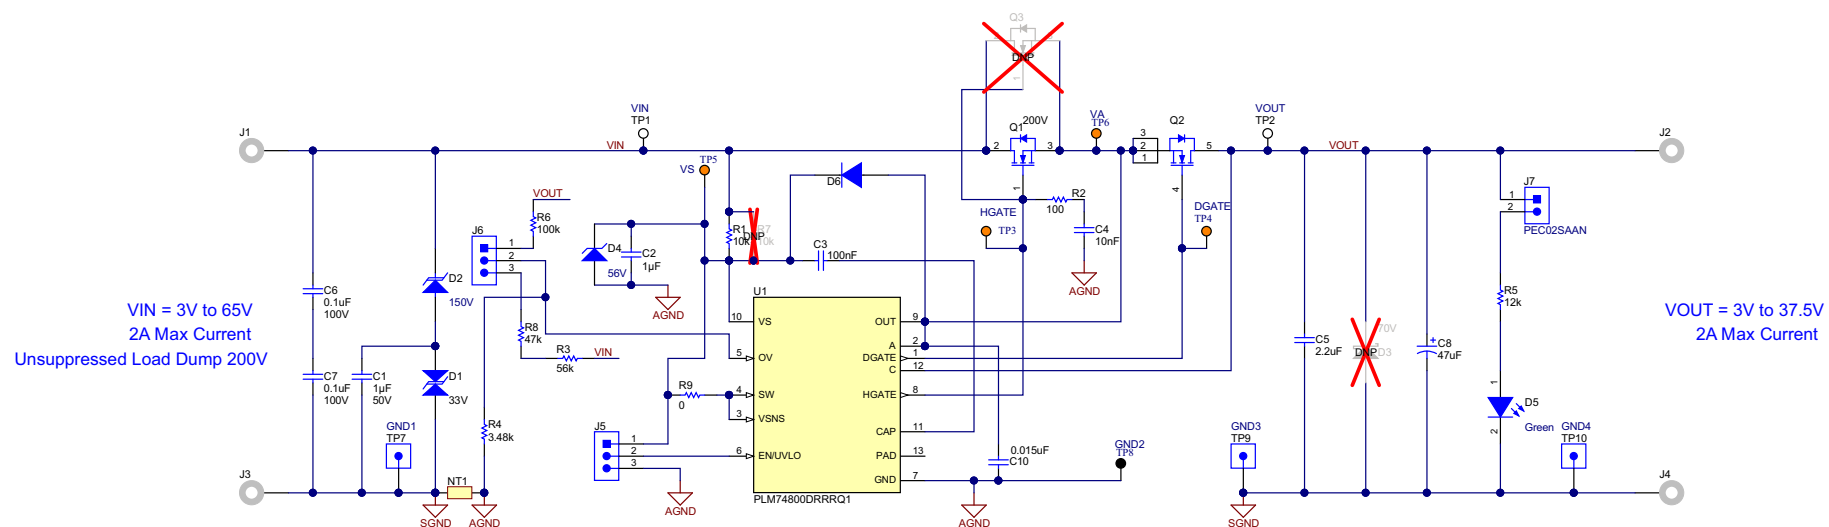 Q3
DNP
1
J1
VIN
TP1
VIN
VS
TP5
Q1
200V
2
3
1
VA
TP6
3
2
1
Q2
5
4
VOUT
TP2
VOUT
J2
D6
R2
100
C4
10nF
AGND
HGATE
TP3
DGATE
TP4
J7
1
2
PEC02SAAN
VOUT
R6
100k
J6
1
2
3
D4
56V
C2
1µF
AGND
R1
10k
DNP
R7
10k
C3
100nF
D2
150V
C6
0.1uF
100V
VIN = 3V to 65V
2A Max Current
Unsuppressed Load Dump 200V
C7
0.1uF
100V
C1
1µF
50V
D1
33V
R8
47k
R3
56k
VIN
R4
3.48k
R9
0
U1
10
VS
5
OV
4
SW
3
VSNS
6
EN/UVLO
OUT
9
A
2
DGATE
1
C
12
HGATE
8
CAP
11
PAD
13
GND
7
PLM74800DRRRQ1
J5
1
2
3
AGND
0.015uF
C10
GND2
TP8
AGND
C5
2.2uF
70V
DNP
D3
C8
47uF
R5
12k
1
D5
2
Green
VOUT = 3V to 37.5V
2A Max Current
GND1
TP7
J3
NT1
SGND
AGND
GND3
TP9
SGND
GND4
TP10
J4